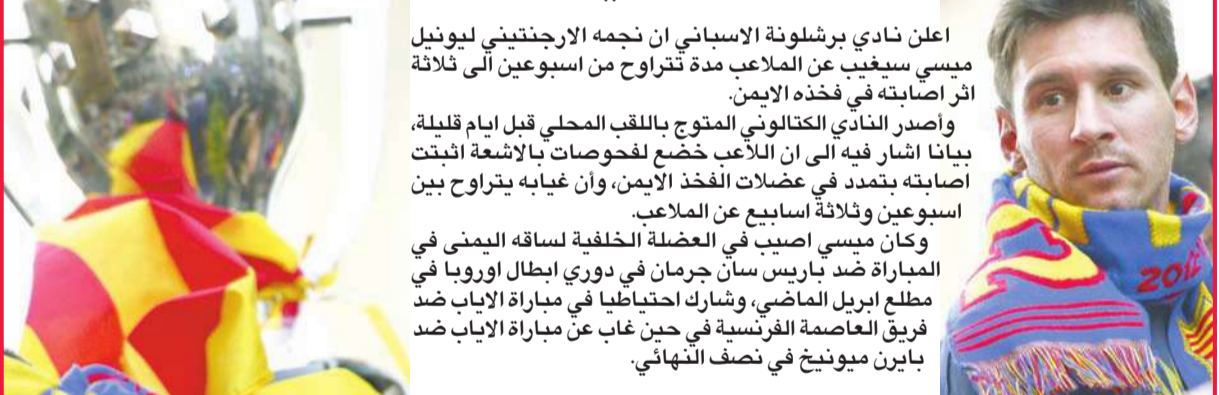 اعلن نادي برشلونة الاسباني ان نجمه الارجنتيني ليونيل
ميسي سيغيب عن الملاعب مدة تتراوح من اسبوعين الى ثلاثة
اثر اصابته في فخذه الايمن.
وأصدر النادي الكتالوني المتوج باللقب المحلي قبل ايام قليلة،
بيانا اشار فيه الى ان اللاعب خضع لفحوصات بالاشعة اثبتت
اصابته بتمدد في عضلات الفخذ الايمن، وأن غيابه يتراوح بين
اسبوعين وثلاثة اسابيع عن الملاعب.
وكان ميسي اصيب في العضلة الخلفية لساقه اليمنى في
المباراة ضد باريس سان جرمان في دوري ابطال اوروبا في
مطلع ابريل الماضي، وشارك احتياطيا في مباراة الاياب ضد
فريق العاصمة الفرنسية في حين غاب عن مباراة الاياب ضد
بايرن ميونيخ في نصف النهائي.